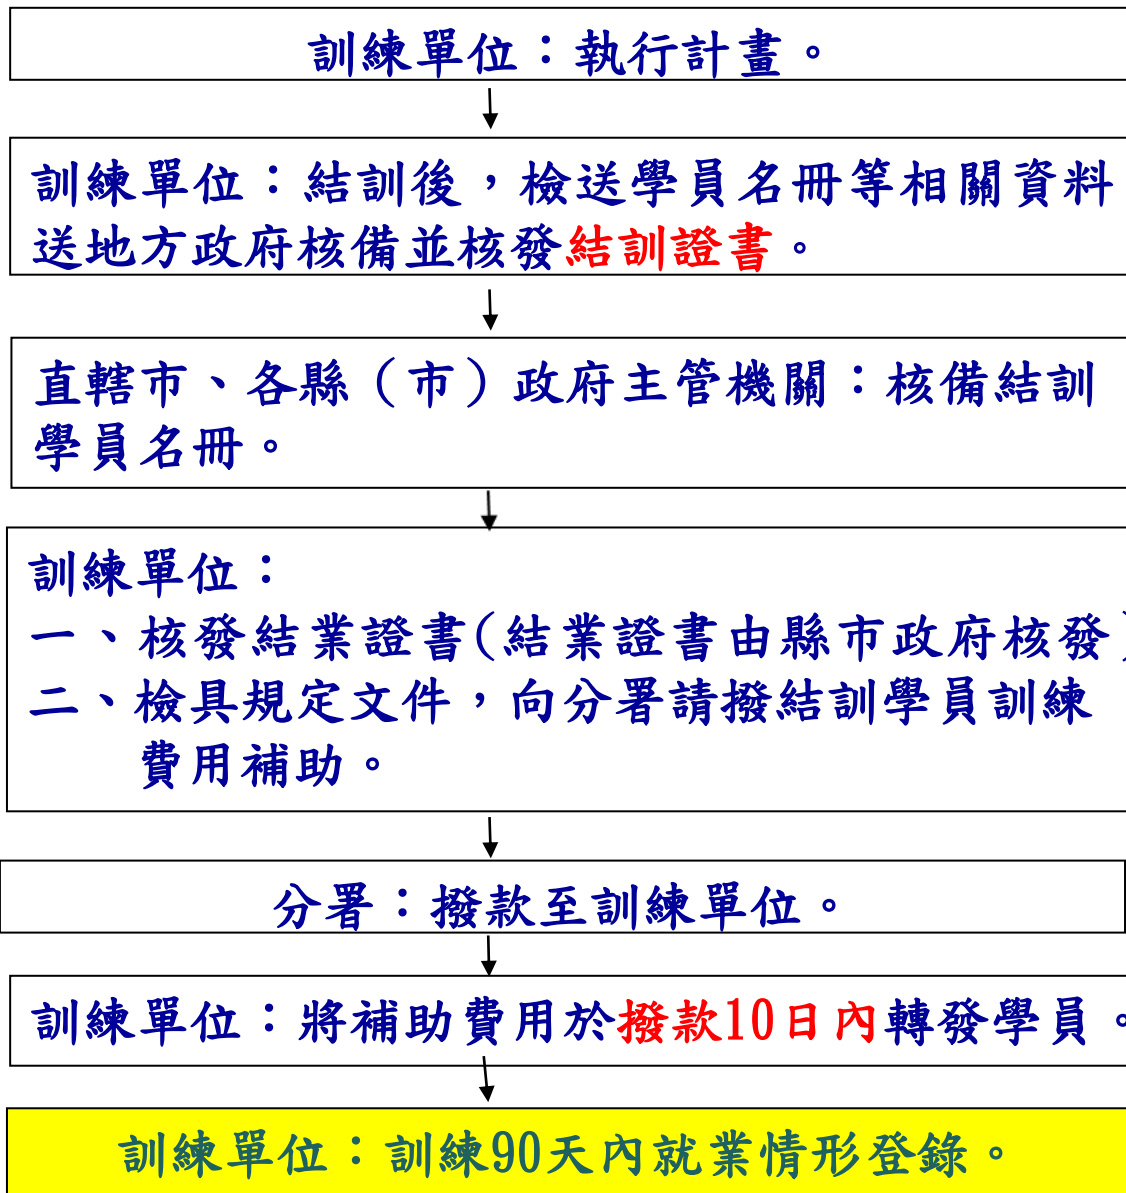 訓練單位：執行計畫。
訓練單位：結訓後，檢送學員名冊等相關資料
送地方政府核備並核發結訓證書。
直轄市、各縣（市）政府主管機關：核備結訓
學員名冊。
訓練單位：
一、核發結業證書(結業證書由縣市政府核發)
二、檢具規定文件，向分署請撥結訓學員訓練
費用補助。
分署：撥款至訓練單位。
訓練單位：將補助費用於撥款10日內轉發學員。
訓練單位：訓練90天內就業情形登錄。